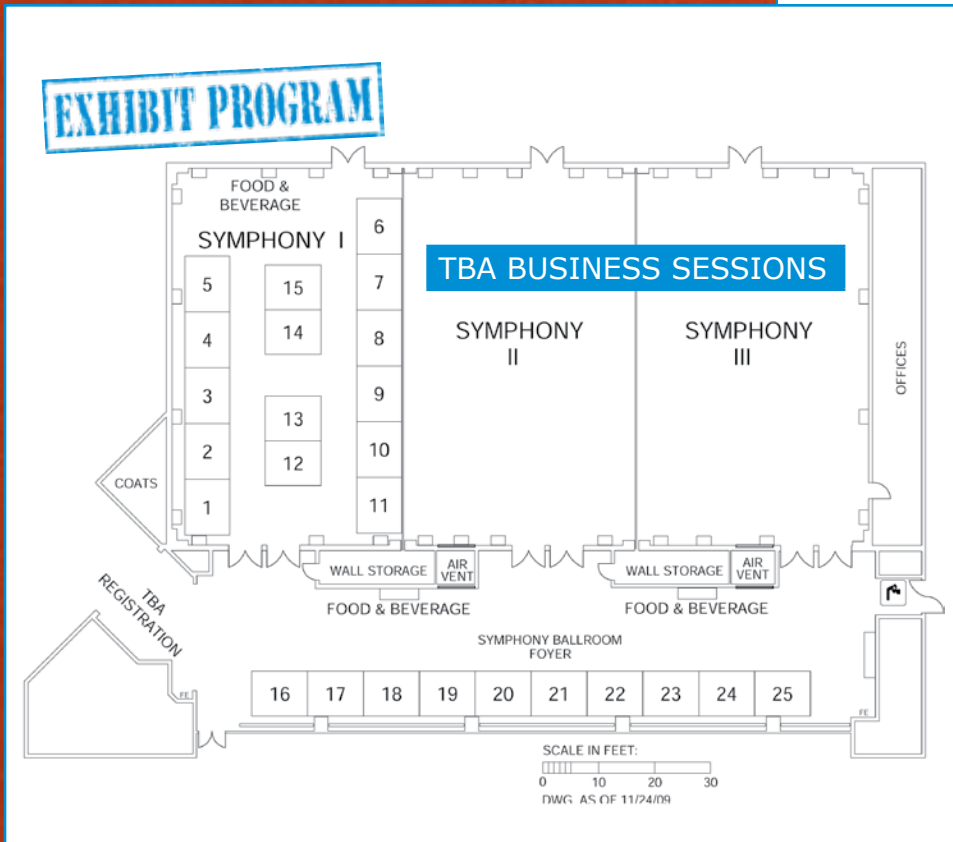 EXHIBIT PROGRAM
FOOD &
BEVERAGE
SYMPHONY I
TBA BUSINESS SESSIONS
SYMPHONY
II
SYMPHONY
III
OFFICES
COATS
5
4
3
2
1
15
14
13
12
6
7
8
9
10
11
WALL STORAGE
AIR
VENT
WALL STORAGE
AIR
VENT
FOOD & BEVERAGE
FOOD & BEVERAGE
TBA
REGISTRATION
SYMPHONY BALLROOM
FOYER
FE
16 17 18 19 20 21 22 23 24 25
FE
SCALE IN FEET:
0 10 20 30
DWG. AS OF 11/24/09